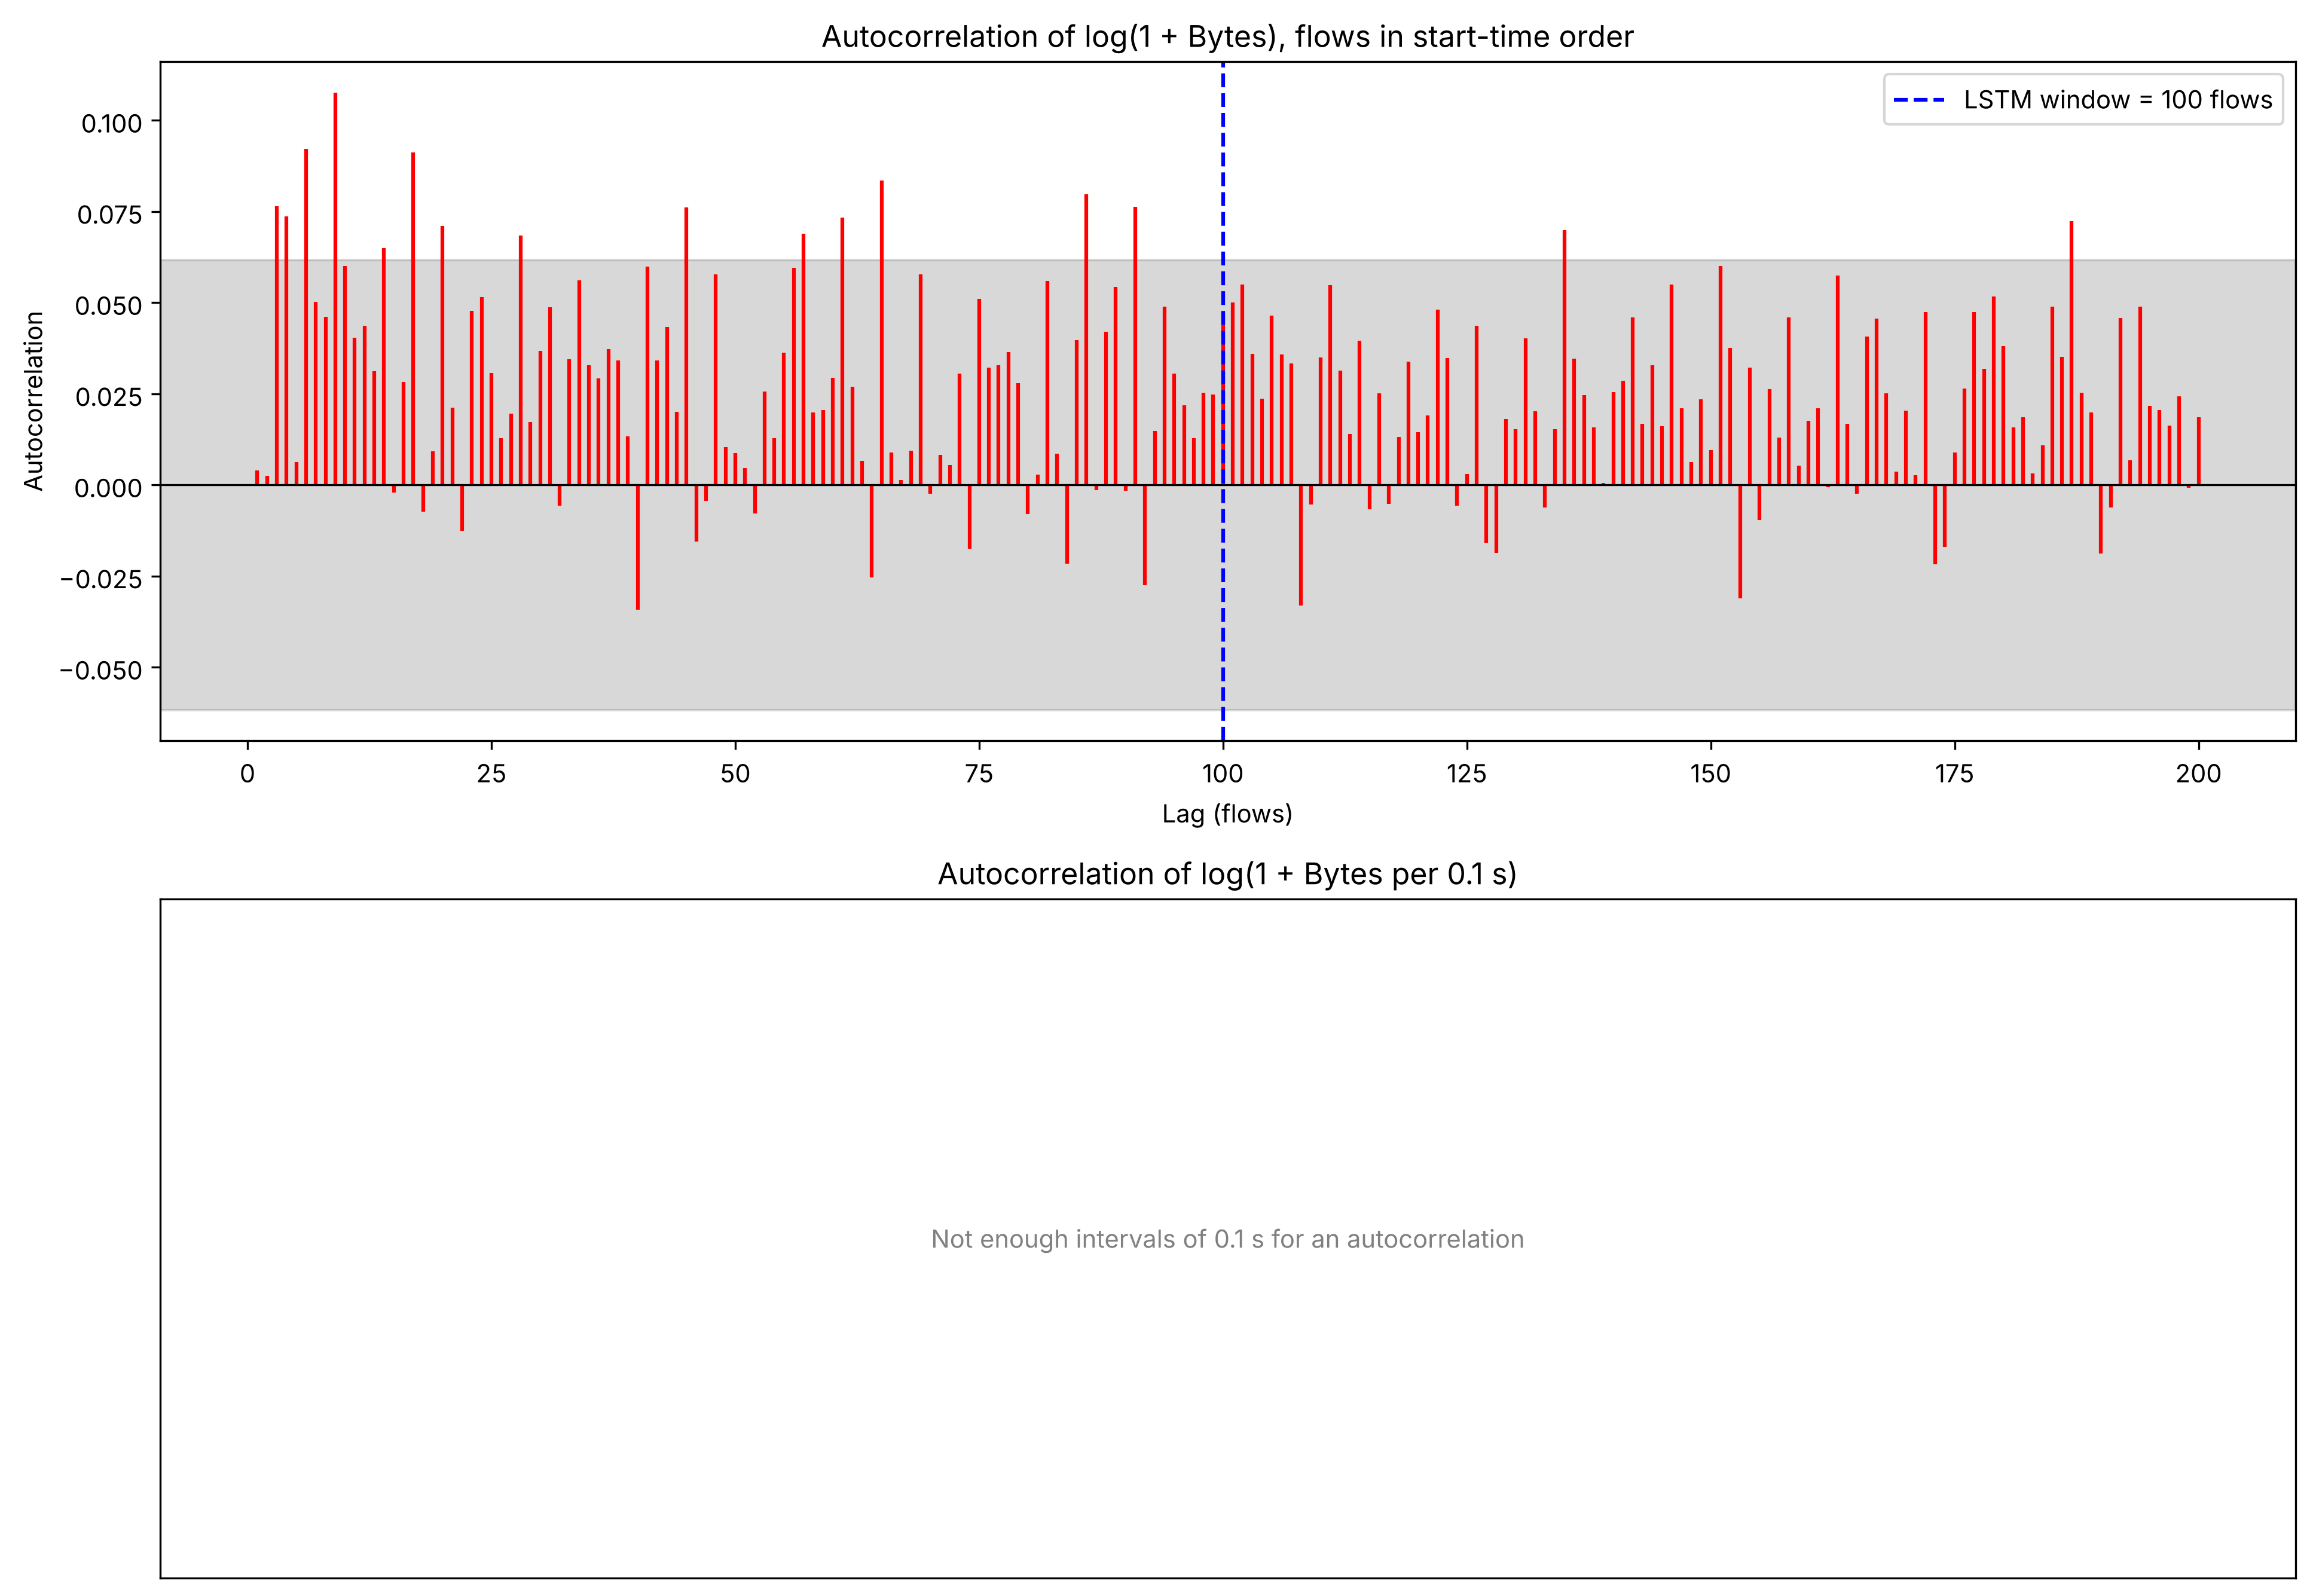 Autocorrelation of log(1 + Bytes), flows in start-time order
LSTM window = 100 flows
Autocorrelation
0.100
0.075
0.050
0.025
0.000
−0.025
−0.050
0 25 50 75 100 125 150 175 200
Lag (flows)
Autocorrelation of log(1 + Bytes per 0.1 s)
Not enough intervals of 0.1 s for an autocorrelation